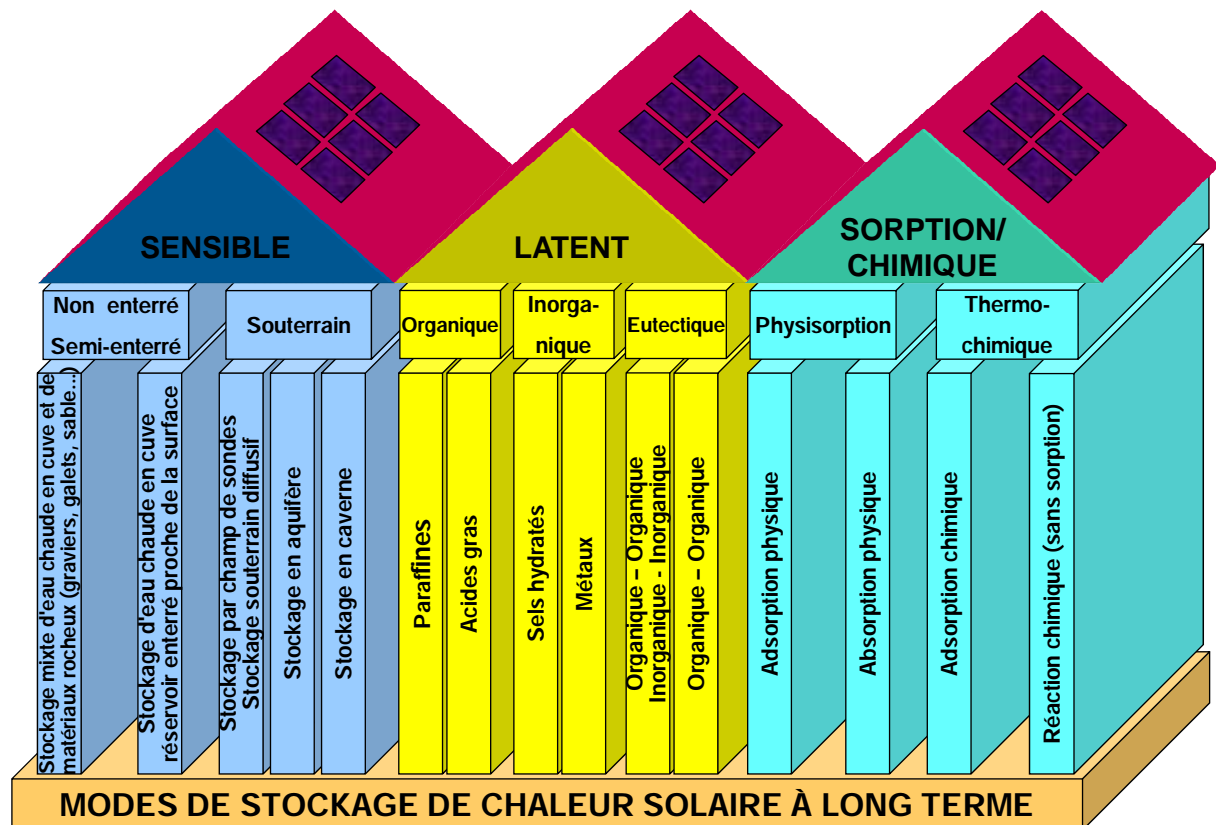 SENSIBLE
LATENT
SORPTION/
CHIMIQUE
Non enterré
Semi-enterré
Souterrain
Organique
Inorga-
nique
Eutectique
Physisorption
Thermo-
chimique
Stockage mixte d'eau chaude en cuve et de
matériaux rocheux (graviers, galets, sable...)
Stockage d'eau chaude en cuve
réservoir enterré proche de la surface
Stockage par champ de sondes
Stockage souterrain diffusif
Stockage en aquifère
Stockage en caverne
Paraffines
Acides gras
Sels hydratés
Métaux
Organique – Organique
Inorganique - Inorganique
Organique – Organique
Adsorption physique
Absorption physique
Adsorption chimique
Réaction chimique (sans sorption)
MODES DE STOCKAGE DE CHALEUR SOLAIRE À LONG TERME